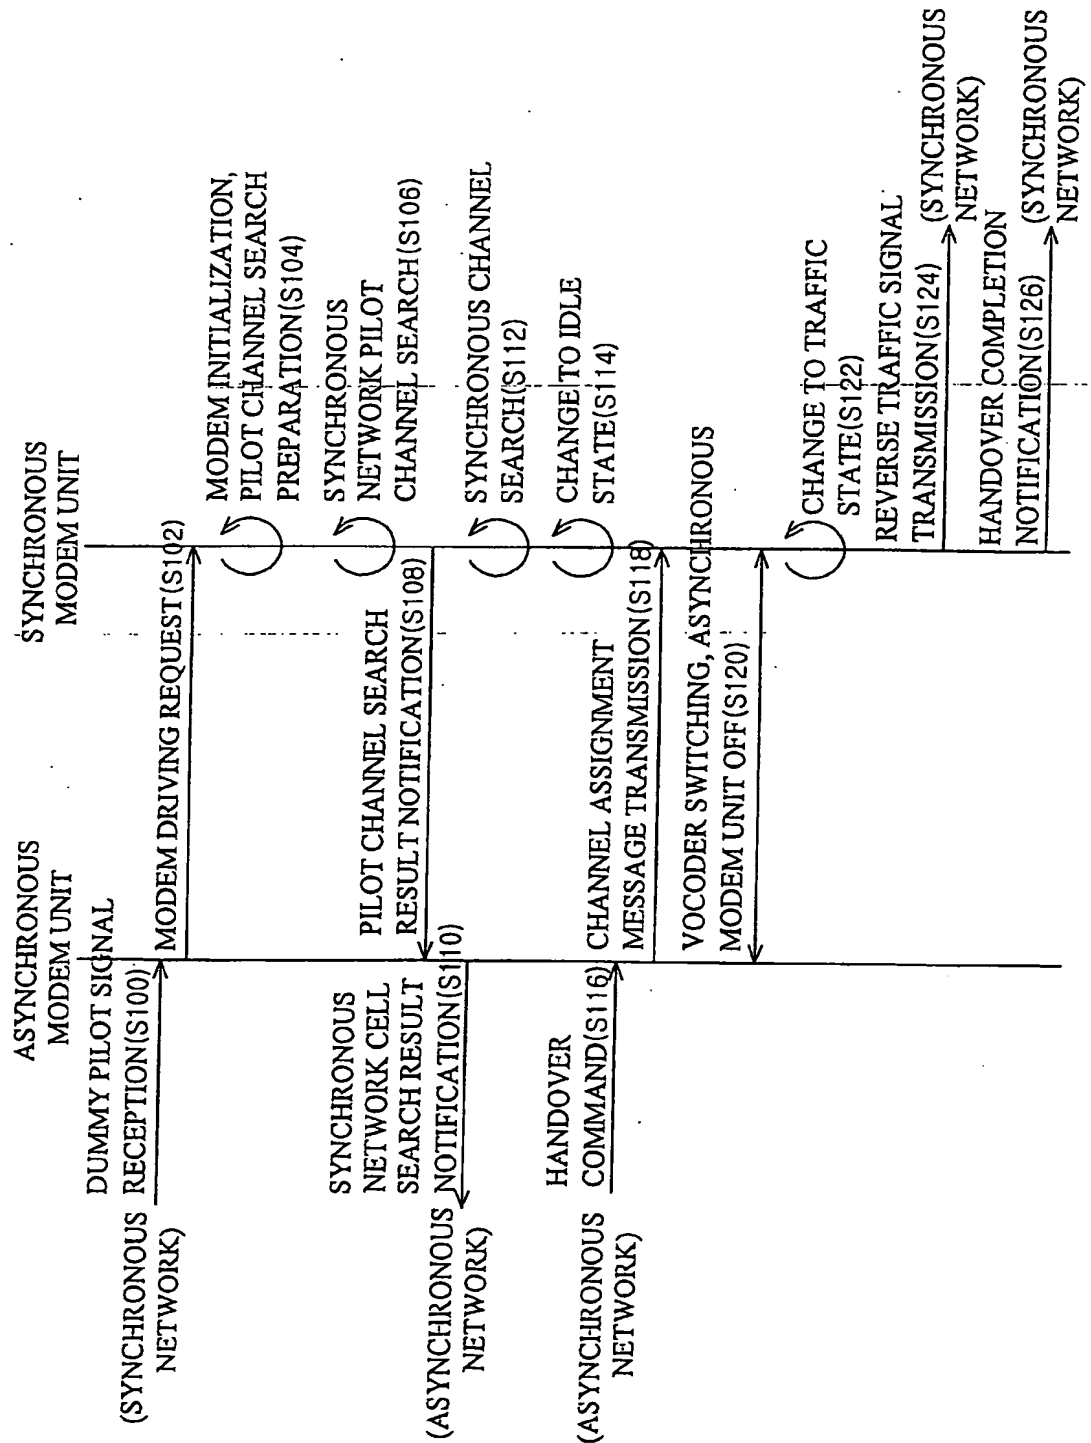 ASYNCHRONOUS
MODEM UNIT
SYNCHRONOUS
MODEM UNIT
DUMMY PILOT SIGNAL
RECEPTION(S100)
(SYNCHRONOUS
NETWORK)
MODEM DRIVING REQUEST(S102)
MODEM INITIALIZATION,
PILOT CHANNEL SEARCH
PREPARATION(S104)
SYNCHRONOUS
NETWORK PILOT
CHANNEL SEARCH(S106)
PILOT CHANNEL SEARCH
RESULT NOTIFICATION(S108)
SYNCHRONOUS
NETWORK CELL
SEARCH RESULT
NOTIFICATION(S110)
(ASYNCHRONOUS
NETWORK)
SYNCHRONOUS CHANNEL
SEARCH(S112)
CHANGE TO IDLE
STATE(S114)
HANDOVER
COMMAND(S116)
(ASYNCHRONOUS
NETWORK)
CHANNEL ASSIGNMENT
MESSAGE TRANSMISSION(S118)
VOCODER SWITCHING, ASYNCHRONOUS
MODEM UNIT OFF(S120)
CHANGE TO TRAFFIC
STATE(S122)
REVERSE TRAFFIC SIGNAL
TRANSMISSION(S124)
(SYNCHRONOUS
NETWORK)
HANDOVER COMPLETION
NOTIFICATION(S126)
(SYNCHRONOUS
NETWORK)